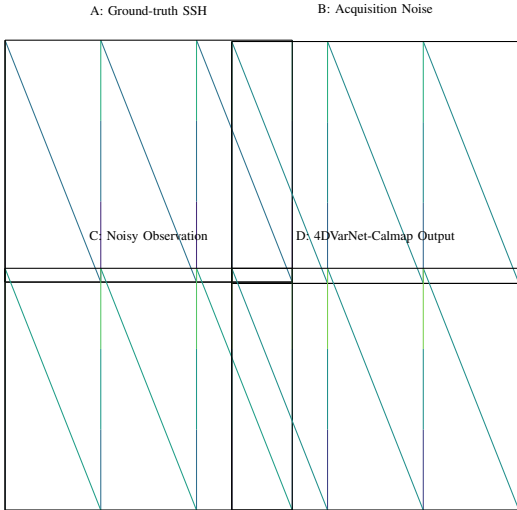 A: Ground-truth SSH
B: Acquisition Noise
C: Noisy Observation
D: 4DVarNet-Calmap Output